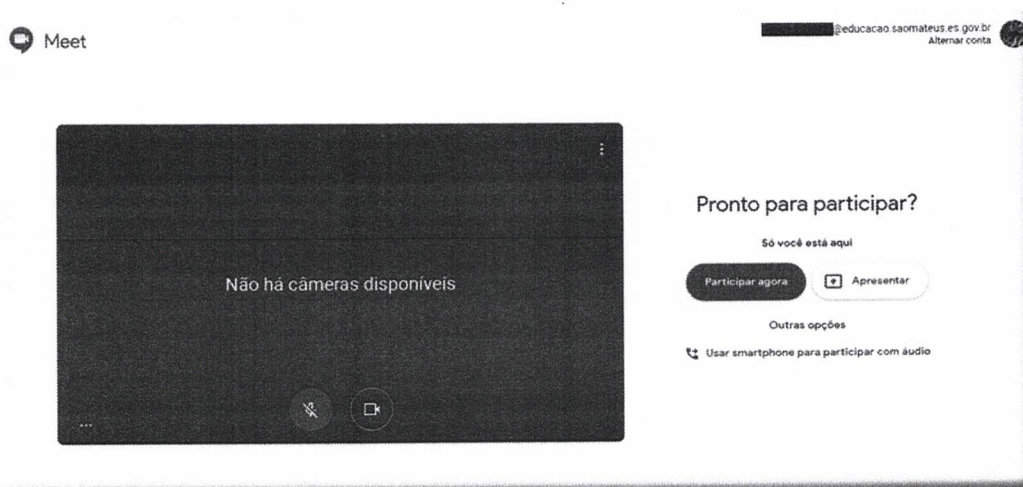 Meet
@educacao.saomateus.es.gov.br
Alternar conta
Não há câmeras disponíveis
Pronto para participar?
Só você está aqui
Participar agora
Apresentar
Outras opções
Usar smartphone para participar com áudio